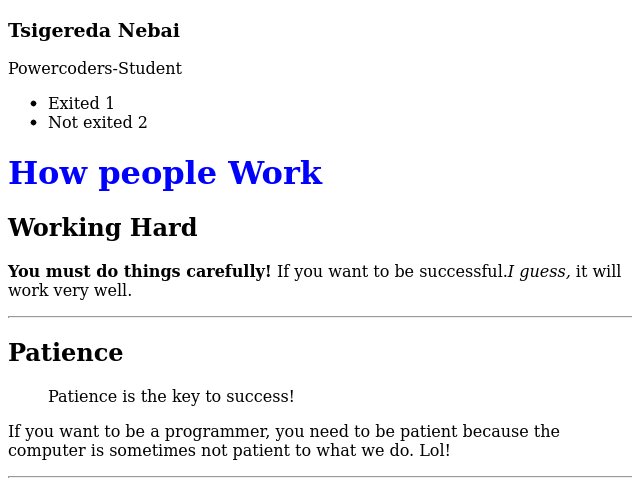 Tsigereda Nebai
Powercoders-Student
Exited 1
Not exited 2
How people Work
Working Hard
You must do things carefully! If you want to be successful.I guess, it will
work very well.
Patience
Patience is the key to success!
If you want to be a programmer, you need to be patient because the
computer is sometimes not patient to what we do. Lol!